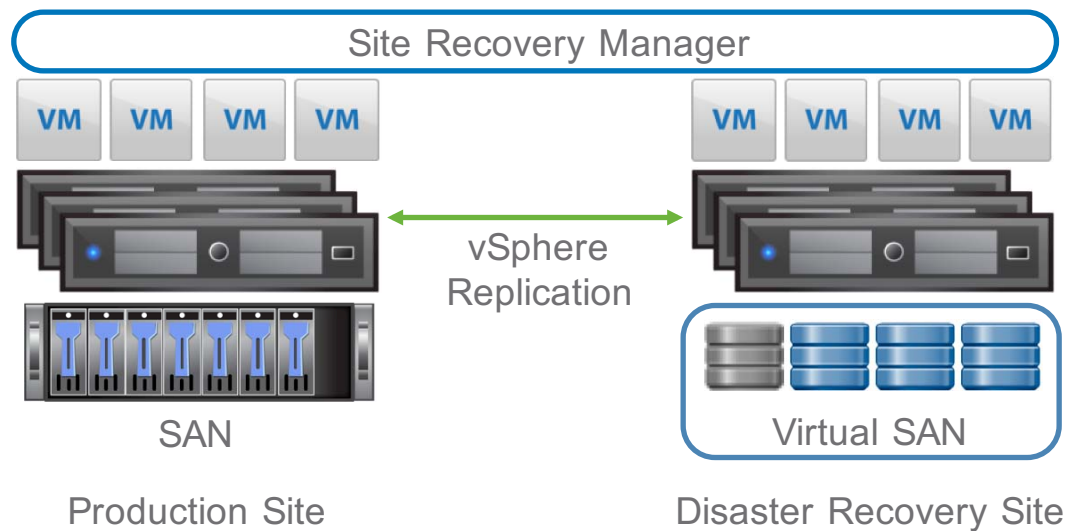 Site Recovery Manager
VM VM VM VM
VM VM VM VM
vSphere
Replication
SAN
Virtual SAN
Production Site
Disaster Recovery Site